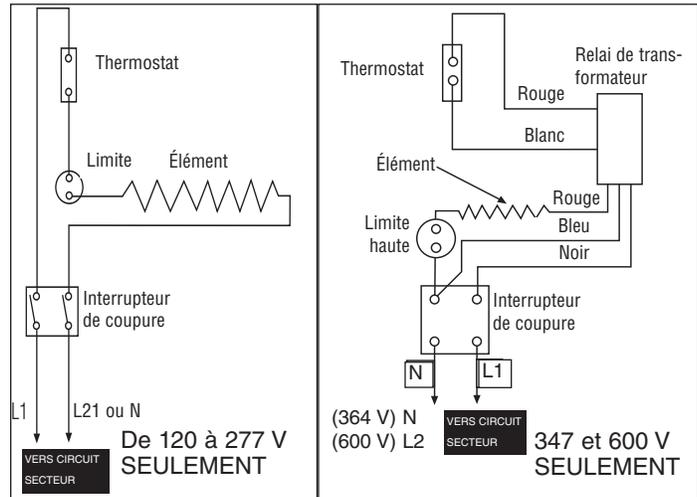 Thermostat
Limite
Élément
Interrupteur
de coupure
L1
L21 ou N
VERS CIRCUIT
SECTEUR
De 120 à 277 V
SEULEMENT
Thermostat
Relai de trans-
formateur
Rouge
Blanc
Élément
Rouge
Limite
haute
Bleu
Noir
Interrupteur
de coupure
N
L1
(364 V) N
(600 V) L2
VERS CIRCUIT
SECTEUR
347 et 600 V
SEULEMENT